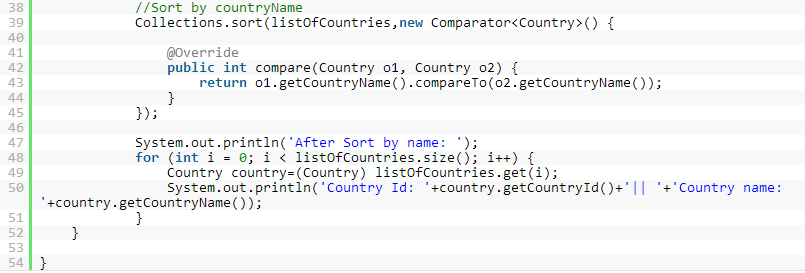 38 //Sort by countryName
39 Collections.sort(listOfCountries,new Comparator<Country>() {
40
41 @Override
42 public int compare(Country o1, Country o2) {
43 return o1.getCountryName().compareTo(o2.getCountryName());
44 }
45 });
46
47 System.out.println('After Sort by name: ');
48 for (int i = 0; i < listOfCountries.size(); i++) {
49 Country country=(Country) listOfCountries.get(i);
50 System.out.println('Country Id: '+country.getCountryId()+'|| '+'Country name:
'+country.getCountryName());
51 }
52 }
53
54 }